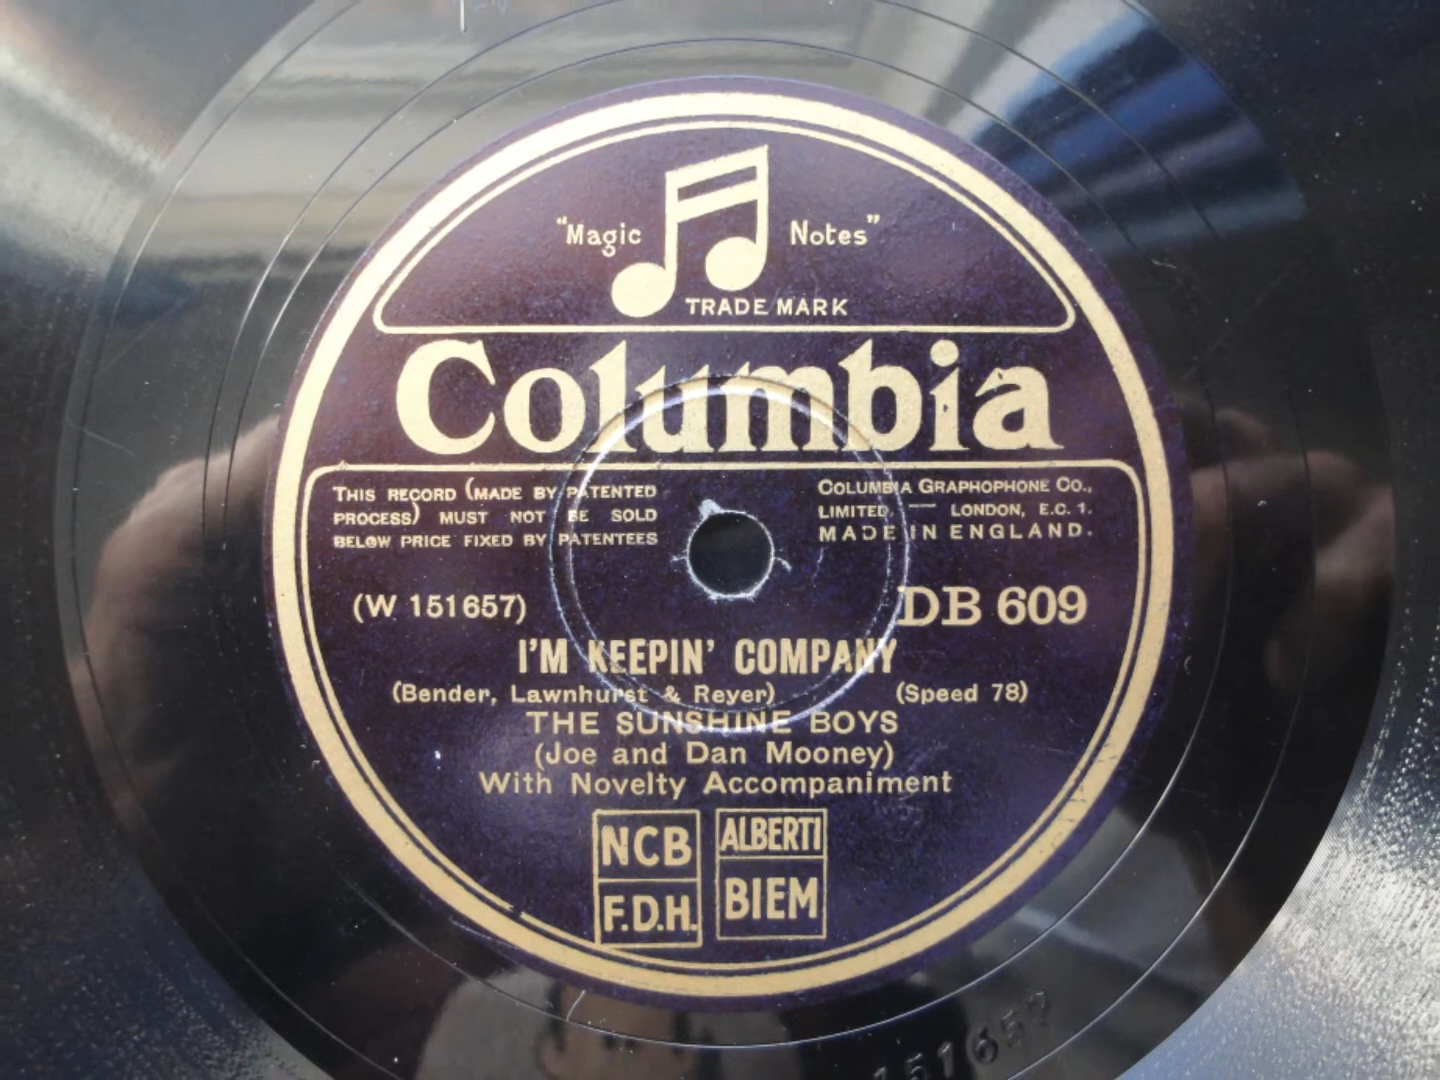 "Magic Notes"
TRADE MARK
Columbia
THIS RECORD (MADE BY PATENTED
PROCESS) MUST NOT BE SOLD
BELOW PRICE FIXED BY PATENTEES
COLUMBIA GRAPHOPHONE CO.,
LIMITED. — LONDON, E.C. 1.
MADE IN ENGLAND.
(W 151657)
DB 609
I'M KEEPIN' COMPANY
(Bender, Lawnhurst & Reyer) (Speed 78)
THE SUNSHINE BOYS
(Joe and Dan Mooney)
With Novelty Accompaniment
NCB
F.D.H.
ALBERTI
BIEM
151657